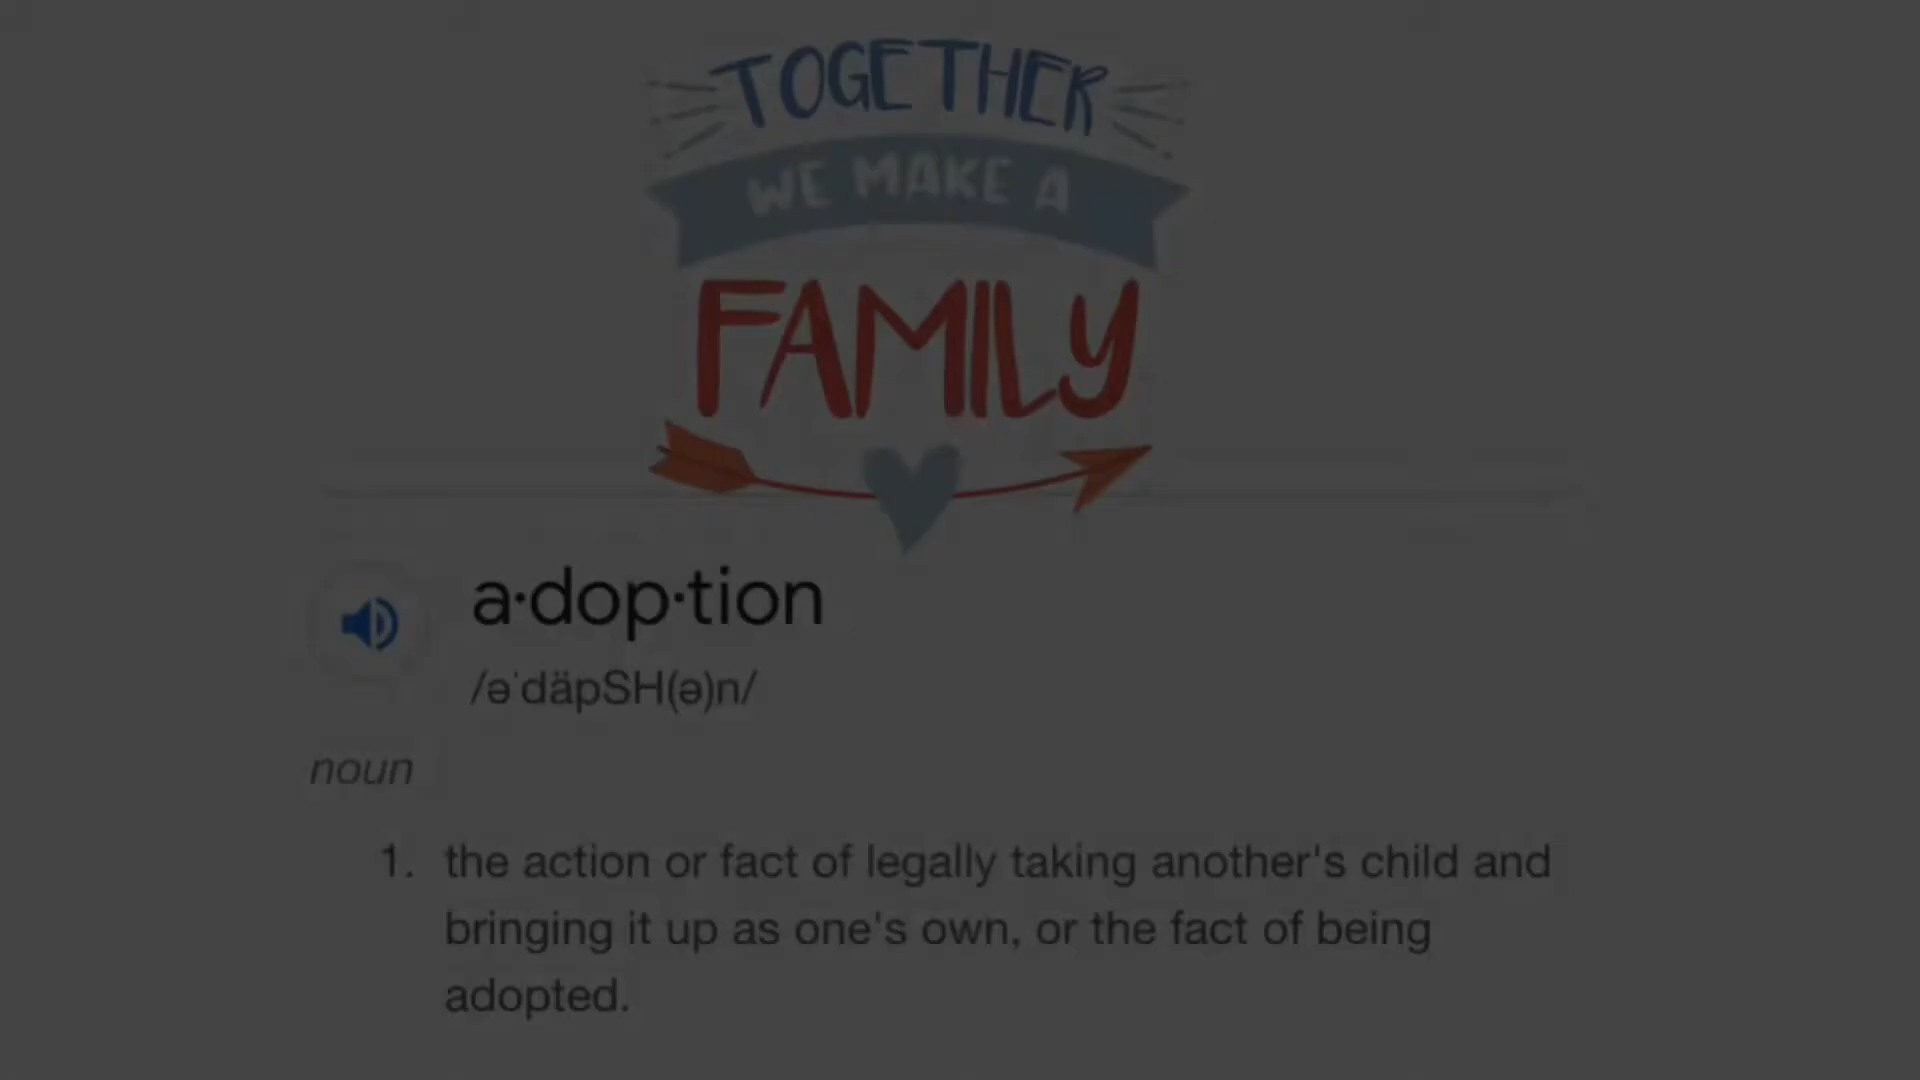 TOGETHER
WE MAKE A
FAMILY
a·dop·tion
/əˈdäpSH(ə)n/
noun
1. the action or fact of legally taking another's child and
bringing it up as one's own, or the fact of being
adopted.